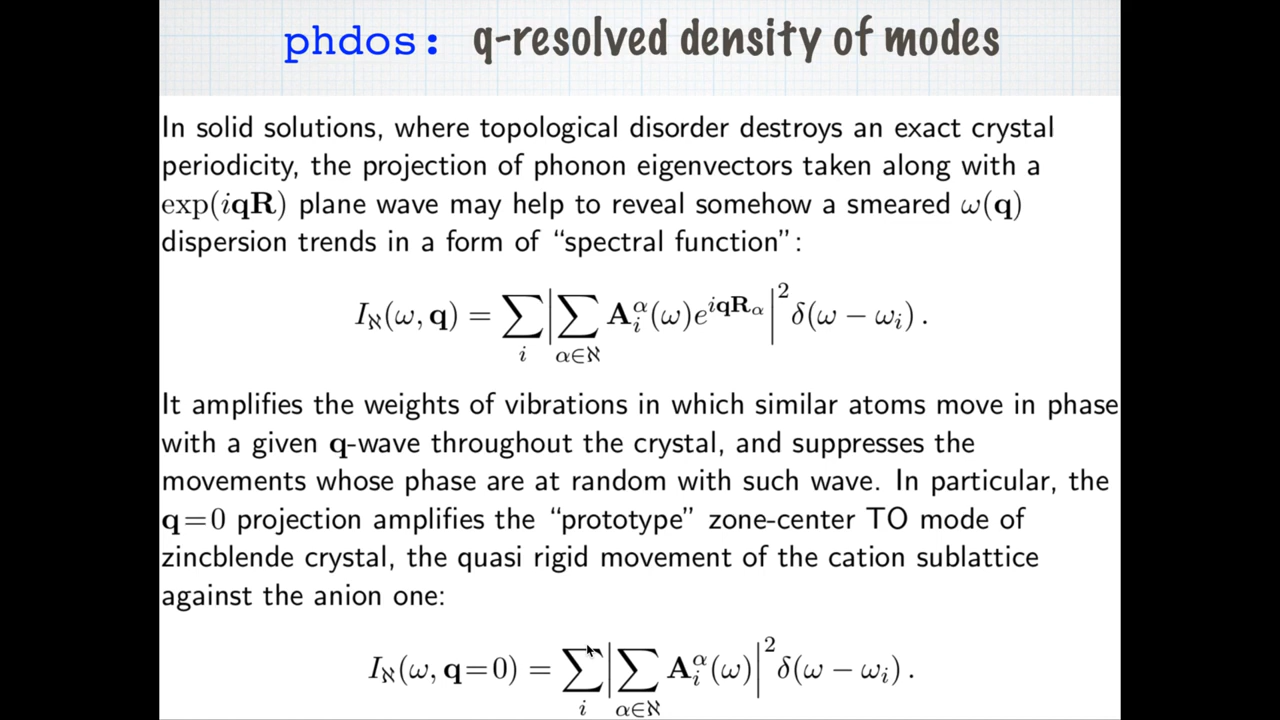 phdos: q-resolved density of modes
In solid solutions, where topological disorder destroys an exact crystal
periodicity, the projection of phonon eigenvectors taken along with a
exp(iqR) plane wave may help to reveal somehow a smeared ω(q)
dispersion trends in a form of “spectral function”:
I_ℵ(ω, q) = ∑_i |∑_{α∈ℵ} A_i^α(ω)e^{iqR_α}|^2 δ(ω − ω_i) .
It amplifies the weights of vibrations in which similar atoms move in phase
with a given q-wave throughout the crystal, and suppresses the
movements whose phase are at random with such wave. In particular, the
q=0 projection amplifies the “prototype” zone-center TO mode of
zincblende crystal, the quasi rigid movement of the cation sublattice
against the anion one:
I_ℵ(ω, q=0) = ∑_i |∑_{α∈ℵ} A_i^α(ω)|^2 δ(ω − ω_i) .